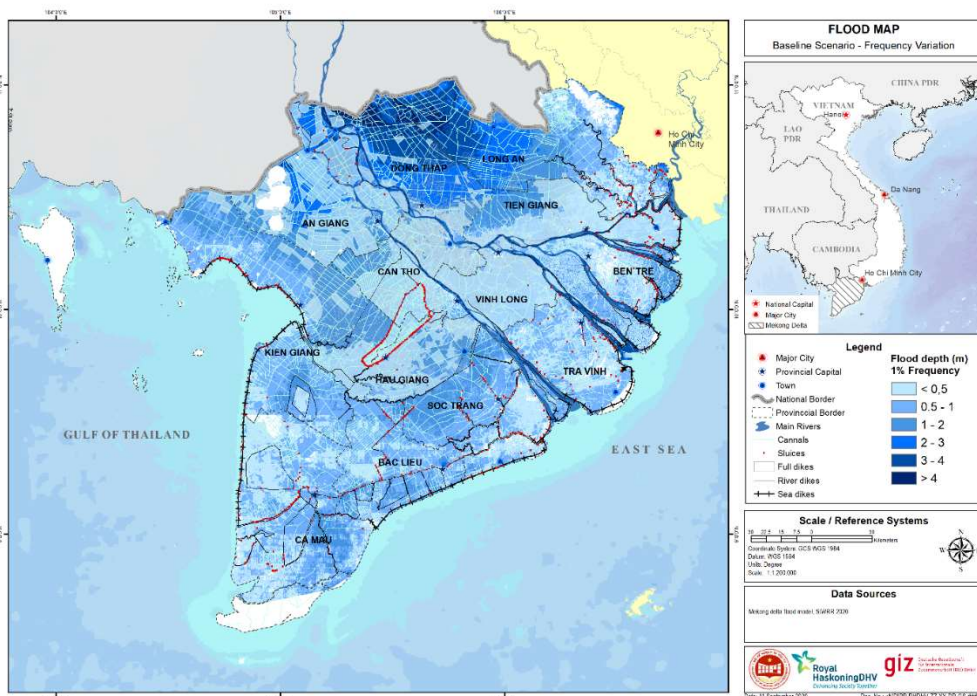 FLOOD MAP
Baseline Scenario - Frequency Variation
CHINA PDR
VIETNAM
Hanoi
LAO
PDR
Da Nang
THAILAND
CAMBODIA
Ho Chi Minh City
National Capital
Major City
Mekong Delta
Ho Chi
Minh City
LONG AN
DONG THAP
TIEN GIANG
AN GIANG
CAN THO
BEN TRE
VINH LONG
KIEN GIANG
HAU GIANG
TRA VINH
SOC TRANG
BAC LIEU
CA MAU
GULF OF THAILAND
EAST SEA
Legend
Major City
Provincial Capital
Town
National Border
Provincoial Border
Main Rivers
Cannals
Sluices
Full dikes
River dikes
Sea dikes
Flood depth (m)
1% Frequency
< 0,5
0.5 - 1
1 - 2
2 - 3
3 - 4
> 4
Scale / Reference Systems
Kilometers
Coordinate System: GCS WGS 1984
Datum: WGS 1984
Units: Degree
Scale: 1:1.200.000
N
W
E
S
Data Sources
Mekong delta flood model,
2020
Royal
HaskoningDHV
Enhancing Society Together
giz